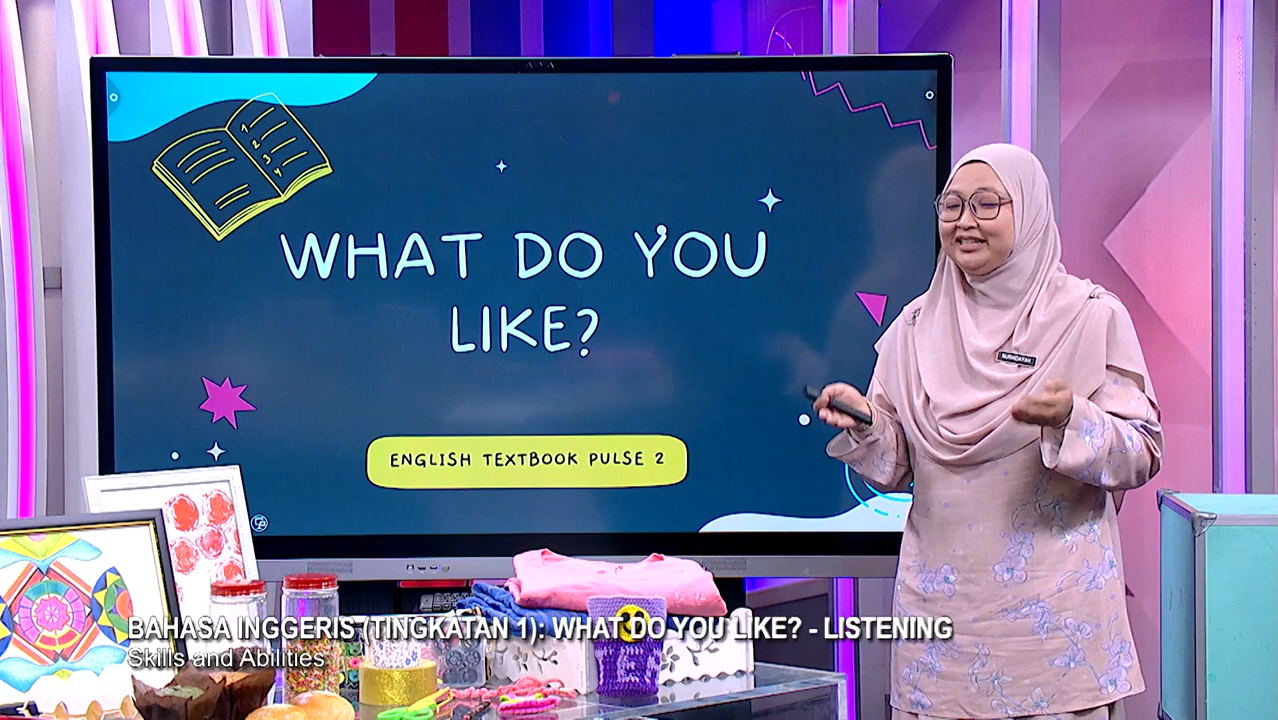 WHAT DO YOU
LIKE?
ENGLISH TEXTBOOK PULSE 2
NURHIDAYAH
BAHASA INGGERIS (TINGKATAN 1): WHAT DO YOU LIKE? - LISTENING
Skills and Abilities